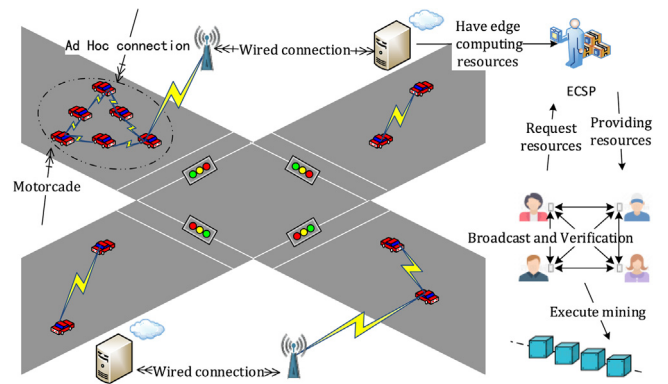 Ad Hoc connection
Wired connection
Have edge
computing
resources
ECSP
Request
resources
Providing
resources
Motorcade
Broadcast and Verification
Execute mining
Wired connection